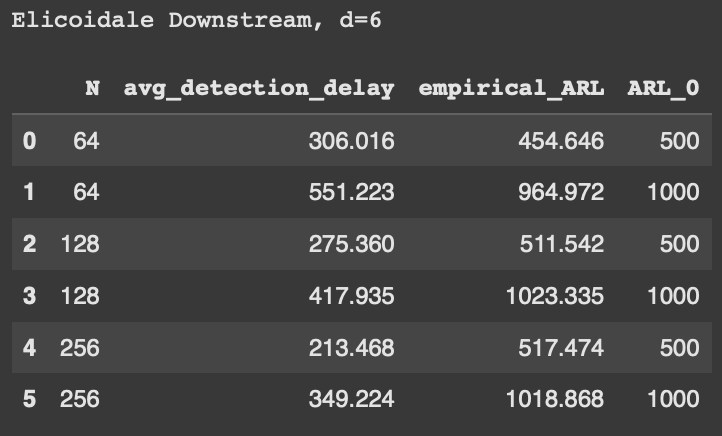 Elicoidale Downstream, d=6
N avg_detection_delay empirical_ARL ARL_0
0 64 306.016 454.646 500
1 64 551.223 964.972 1000
2 128 275.360 511.542 500
3 128 417.935 1023.335 1000
4 256 213.468 517.474 500
5 256 349.224 1018.868 1000